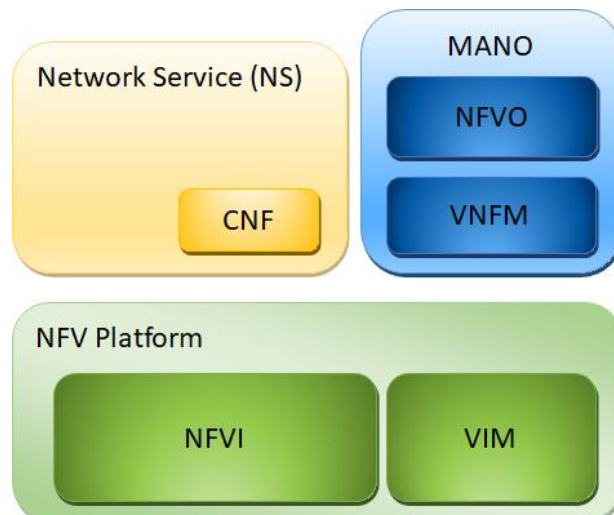 Network Service (NS)
CNF
MANO
NFVO
VNFM
NFV Platform
NFVI
VIM